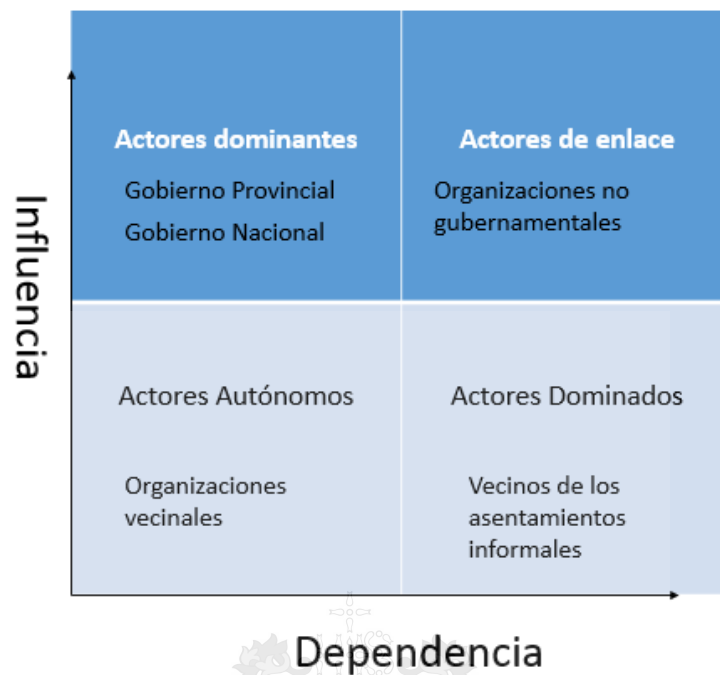 Actores dominantes
Gobierno Provincial
Gobierno Nacional
Actores de enlace
Organizaciones no
gubernamentales
Influencia
Actores Autónomos
Organizaciones
vecinales
Actores Dominados
Vecinos de los
asentamientos
informales
Dependencia